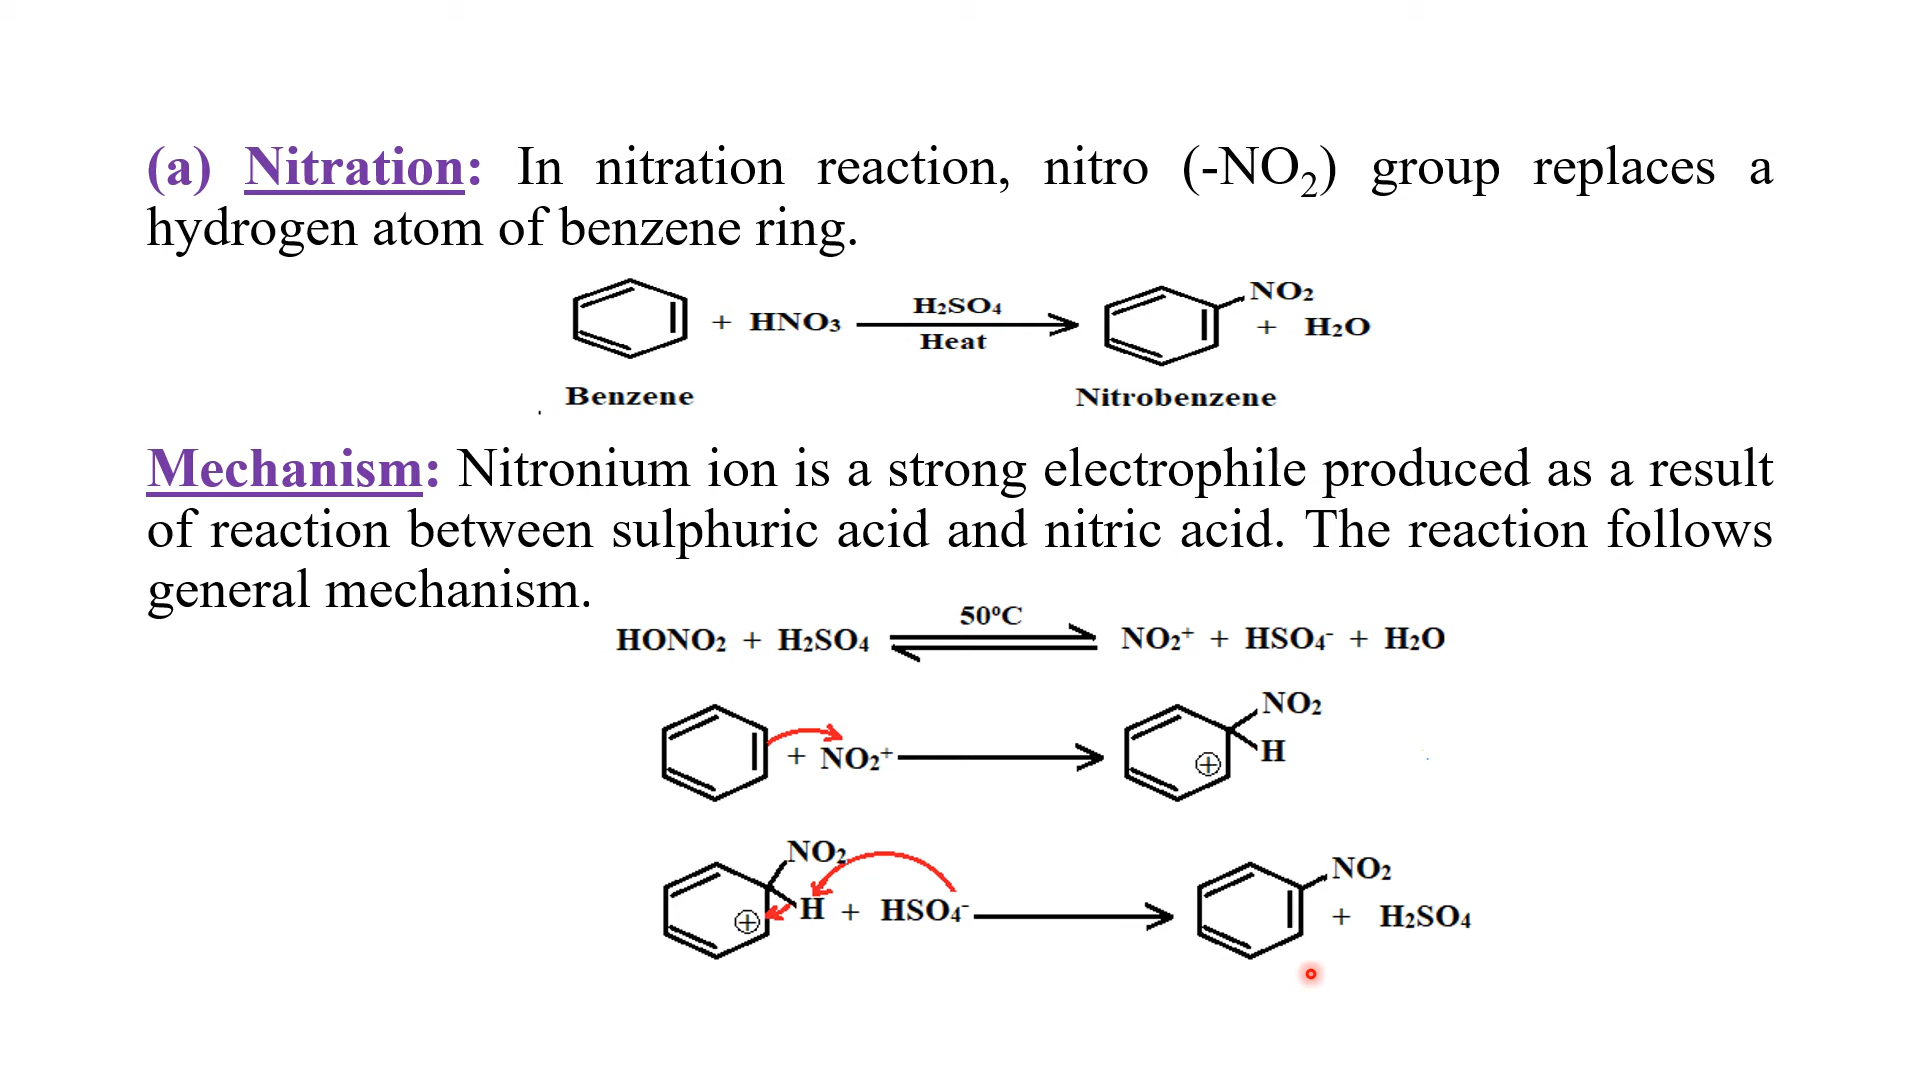 (a) Nitration: In nitration reaction, nitro (-NO₂) group replaces a
hydrogen atom of benzene ring.
+ HNO₃ H₂SO₄ Heat NO₂ + H₂O
Benzene Nitrobenzene
Mechanism: Nitronium ion is a strong electrophile produced as a result
of reaction between sulphuric acid and nitric acid. The reaction follows
general mechanism.
50ºC
HONO₂ + H₂SO₄ NO₂⁺ + HSO₄⁻ + H₂O
+ NO₂⁺ ⊕ NO₂ H
⊕ NO₂ H + HSO₄⁻ NO₂ + H₂SO₄